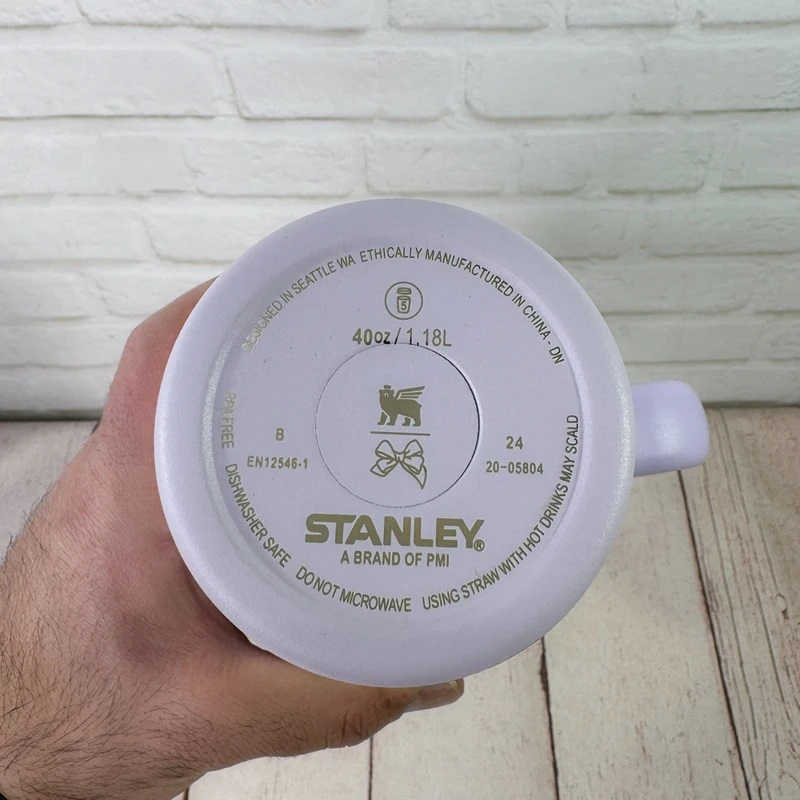 DESIGNED IN SEATTLE WA ETHICALLY MANUFACTURED IN CHINA - DN
5
40oz / 1.18L
B
EN12546-1
24
20-05804
STANLEY®
A BRAND OF PMI
BPA FREE DISHWASHER SAFE DO NOT MICROWAVE USING STRAW WITH HOT DRINKS MAY SCALD